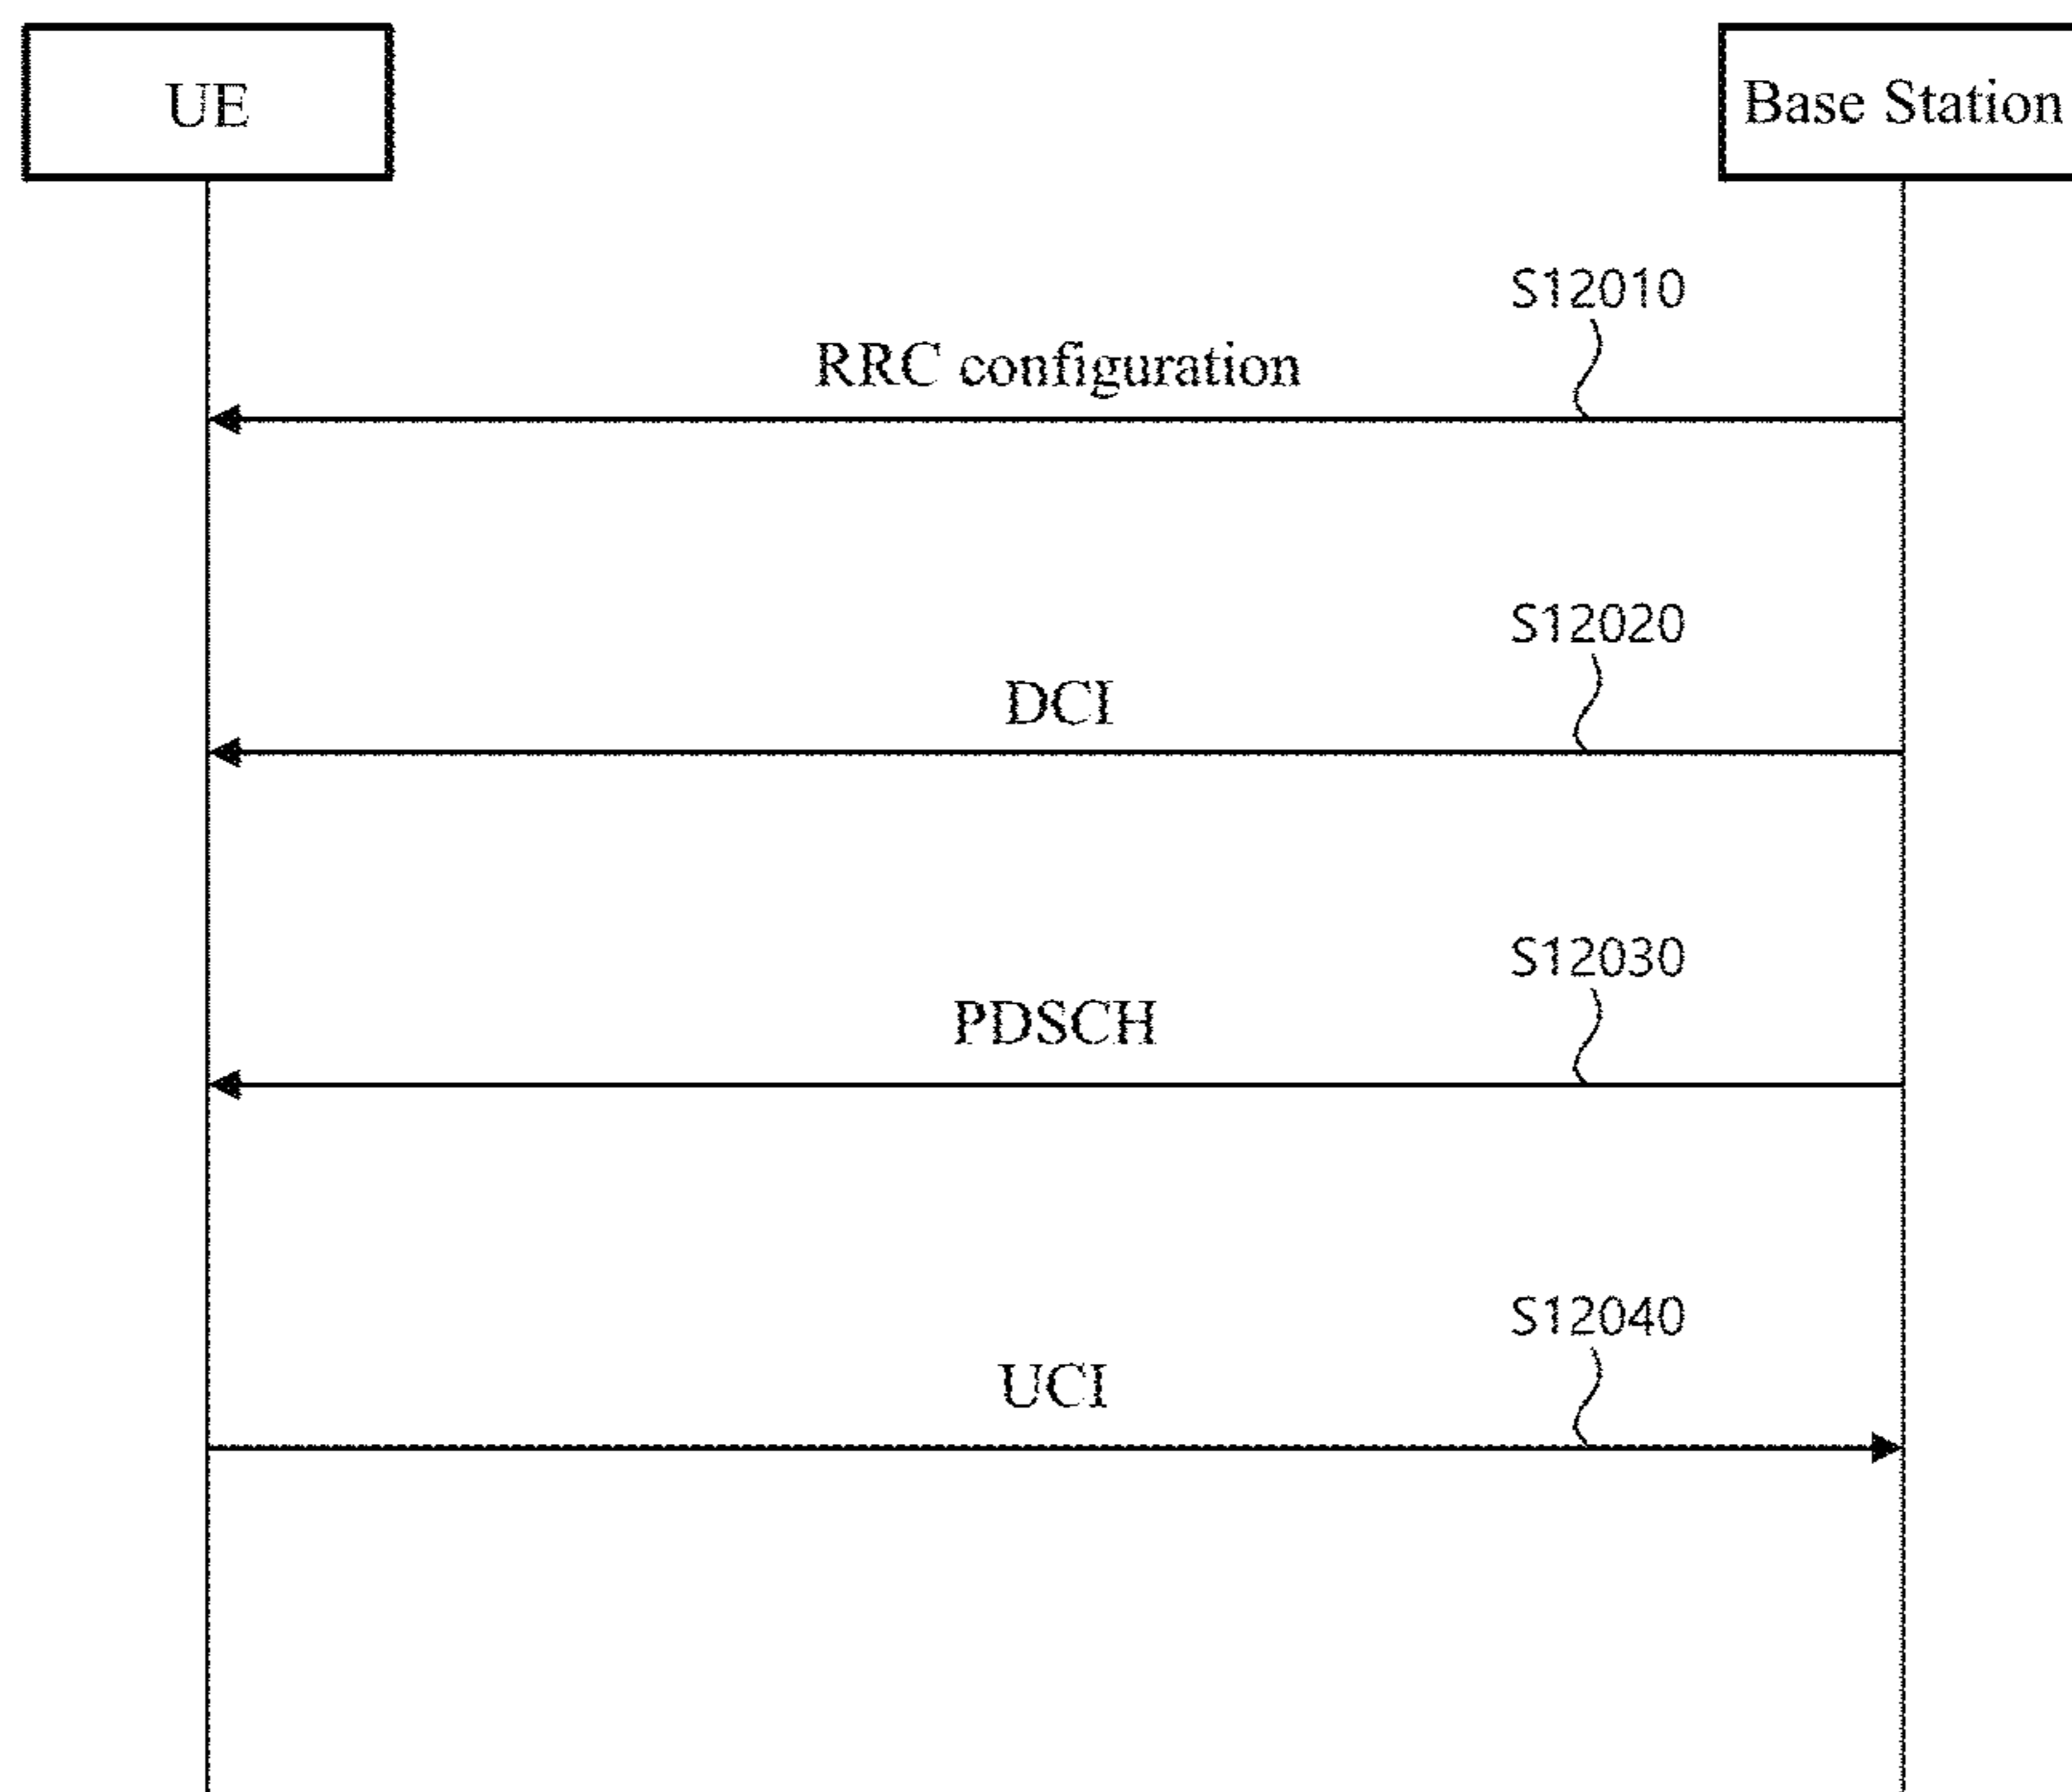 UE
Base Station
S12010
RRC configuration
S12020
DCI
S12030
PDSCH
S12040
UCI